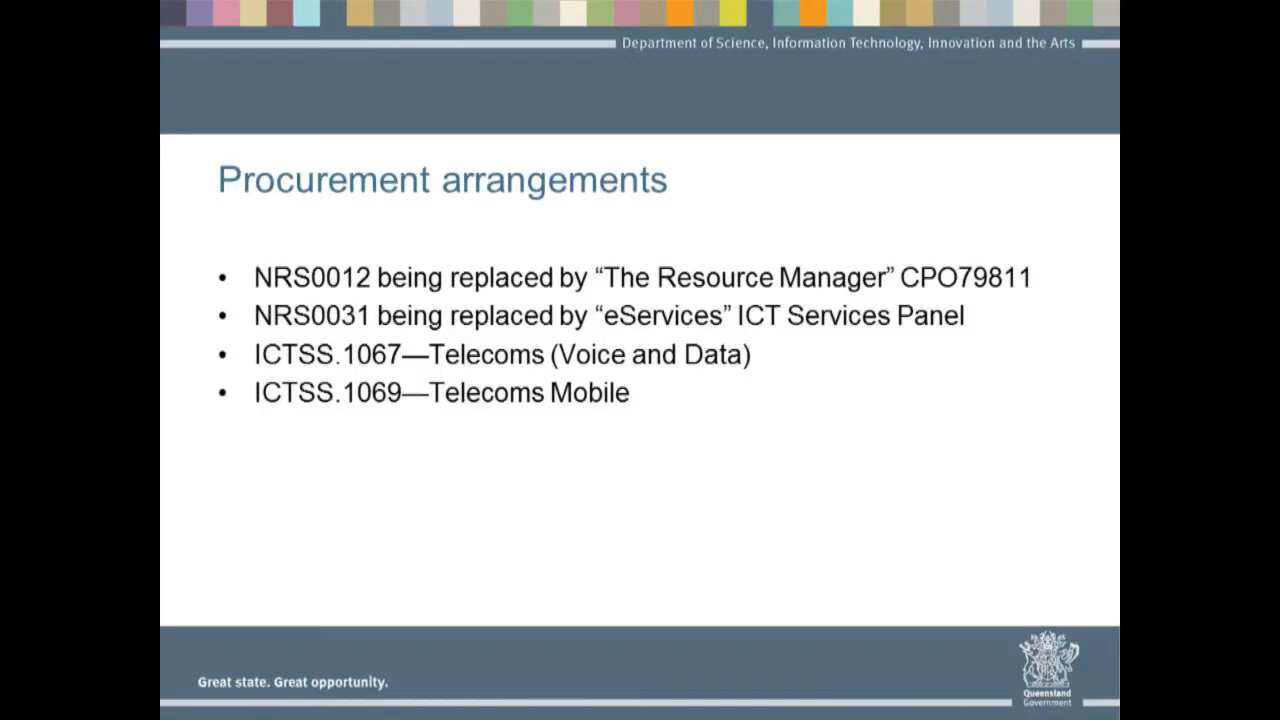 Department of Science, Information Technology, Innovation and the Arts
Procurement arrangements
• NRS0012 being replaced by “The Resource Manager” CPO79811
• NRS0031 being replaced by “eServices” ICT Services Panel
• ICTSS.1067—Telecoms (Voice and Data)
• ICTSS.1069—Telecoms Mobile
Great state. Great opportunity.
Queensland
Government